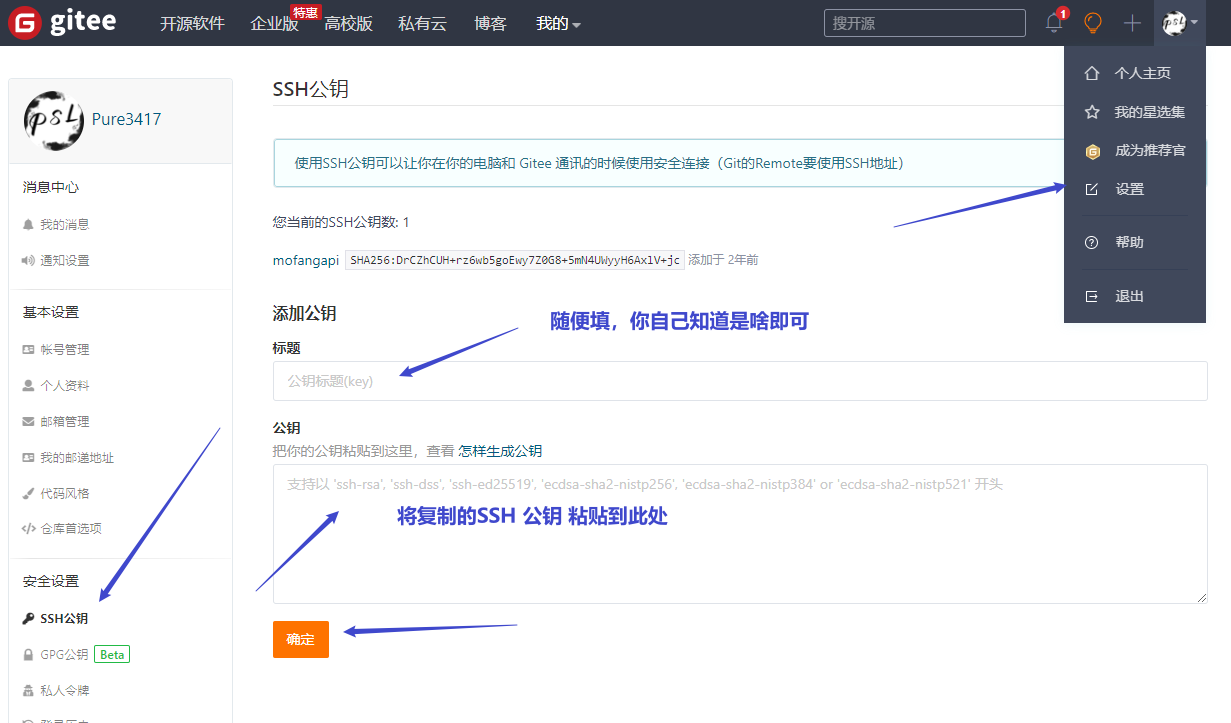 gitee 开源软件 企业版 特惠 高校版 私有云 博客 我的 搜开源 1
个人主页
我的星选集
成为推荐官
设置
帮助
退出
Pure3417
消息中心
我的消息
通知设置
基本设置
帐号管理
个人资料
邮箱管理
我的邮递地址
代码风格
仓库首选项
安全设置
SSH公钥
GPG公钥 Beta
私人令牌
SSH公钥
使用SSH公钥可以让你在你的电脑和 Gitee 通讯的时候使用安全连接（Git的Remote要使用SSH地址）
您当前的SSH公钥数: 1
mofangapi SHA256:DrCZhCUH+rz6wb5goEwy7Z0G8+5mN4UWyyH6AxlV+jc 添加于 2年前
添加公钥
随便填，你自己知道是啥即可
标题
公钥标题(key)
公钥
把你的公钥粘贴到这里，查看 怎样生成公钥
支持以 'ssh-rsa', 'ssh-dss', 'ssh-ed25519', 'ecdsa-sha2-nistp256', 'ecdsa-sha2-nistp384' or 'ecdsa-sha2-nistp521' 开头
将复制的SSH 公钥 粘贴到此处
确定